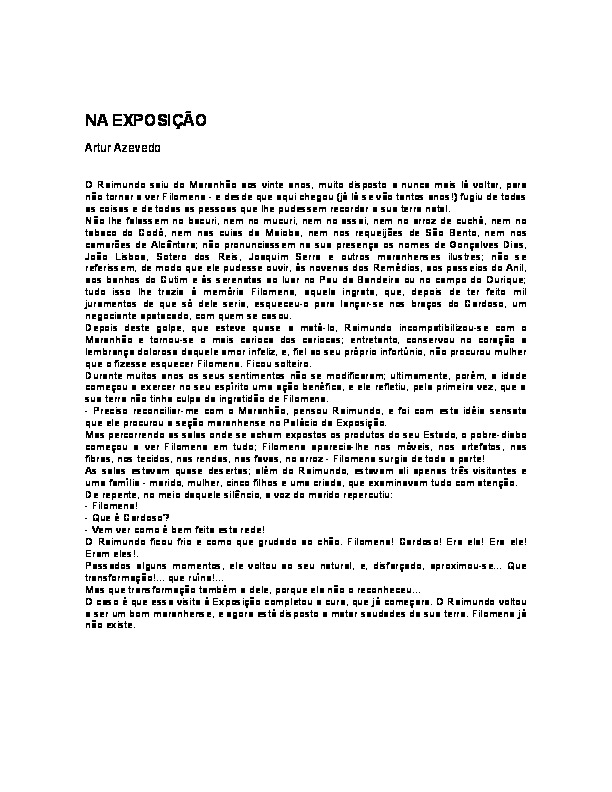 NA EXPOSIÇÃO
Artur Azevedo
O Raimundo saiu do Maranhão aos vinte anos, muito disposto a nunca mais lá voltar, para
não tornar a ver Filomena - e desde que aqui chegou (já lá se vão tantos anos!) fugiu de todas
as coisas e de todas as pessoas que lhe pudessem recordar a sua terra natal.
Não lhe falassem no bacuri, nem no mucuri, nem no assai, nem no arroz de cuchá, nem no
tabaco do Codó, nem nas cuias da Maioba, nem nos requeijões de São Bento, nem nos
camarões de Alcântara; não pronunciassem na sua presença os nomes de Gonçalves Dias,
João Lisboa, Sotero dos Reis, Joaquim Serra e outros maranhenses ilustres; não se
referissem, de modo que ele pudesse ouvir, às novenas dos Remédios, aos passeios do Anil,
aos banhos do Cutim e às serenatas ao luar no Pau da Bandeira ou no campo do Ourique;
tudo isso lhe trazia à memória Filomena, aquela ingrata, que, depois de ter feito mil
juramentos de que só dele seria, esqueceu-o para lançar-se nos braços do Cardoso, um
negociante apatacado, com quem se casou.
Depois deste golpe, que esteve quase a matá-lo, Raimundo incompatibilizou-se com o
Maranhão e tornou-se o mais carioca dos cariocas; entretanto, conservou no coração a
lembrança dolorosa daquele amor infeliz, e, fiel ao seu próprio infortúnio, não procurou mulher
que o fizesse esquecer Filomena. Ficou solteiro.
Durante muitos anos os seus sentimentos não se modificaram; ultimamente, porém, a idade
começou a exercer no seu espírito uma ação benéfica, e ele refletiu, pela primeira vez, que a
sua terra não tinha culpa da ingratidão de Filomena.
- Preciso reconciliar-me com o Maranhão, pensou Raimundo, e foi com esta idéia sensata
que ele procurou a seção maranhense no Palácio da Exposição.
Mas percorrendo as salas onde se acham expostos os produtos do seu Estado, o pobre-diabo
começou a ver Filomena em tudo; Filomena aparecia-lhe nos móveis, nos artefatos, nas
fibras, nos tecidos, nas rendas, nas favas, no arroz - Filomena surgia de toda a parte!
As salas estavam quase desertas; além do Raimundo, estavam ali apenas três visitantes e
uma família - marido, mulher, cinco filhos e uma criada, que examinavam tudo com atenção.
De repente, no meio daquele silêncio, a voz do marido repercutiu:
- Filomena!
- Que é Cardoso?
- Vem ver como é bem feita esta rede!
O Raimundo ficou frio e como que grudado ao chão. Filomena! Cardoso! Era ela! Era ele!
Eram eles!.
Passados alguns momentos, ele voltou ao seu natural, e, disfarçado, aproximou-se... Que
transformação!... que ruína!...
Mas que transformação também a dele, porque ela não o reconheceu...
O caso é que essa visita à Exposição completou a cura, que já começara. O Raimundo voltou
a ser um bom maranhense, e agora está disposto a matar saudades da sua terra. Filomena já
não existe.